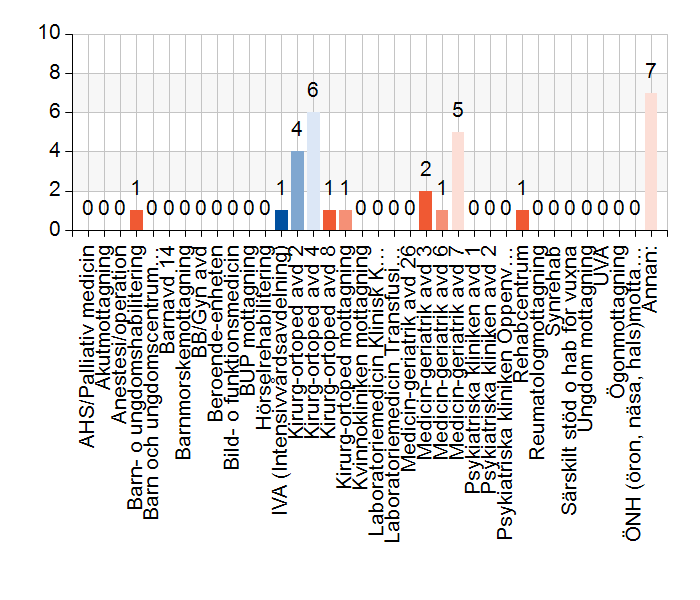 10
8
6
4
2
0
0 0 0 1 0 0 0 0 0 0 0 0 1 4 6 1 1 0 0 0 0 2 1 5 0 0 0 1 0 0 0 0 0 0 0 7
AHS/Palliativ medicin
Akutmottagning
Anestesi/operation
Barn- o ungdomshabilitering
Barn och ungdomscentrum...
Barnavd 14
Barnmorskemottagning
BB/Gyn avd
Beroende-enheten
Bild- o funktionsmedicin
BUP mottagning
Hörselrehabilitering
IVA (Intensivvårdsavdelning)
Kirurg-ortoped avd 2
Kirurg-ortoped avd 4
Kirurg-ortoped avd 8
Kirurg-ortoped mottagning
Kvinnokliniken mottagning
Laboratoriemedicin Klinisk K...
Laboratoriemedicin Transfusi...
Medicin-geriatrik avd 26
Medicin-geriatrik avd 3
Medicin-geriatrik avd 6
Medicin-geriatrik avd 7
Psykiatriska kliniken avd 1
Psykiatriska kliniken avd 2
Psykiatriska kliniken Öppenv...
Rehabcentrum
Reumatologmottagning
Synrehab
Särskilt stöd o hab för vuxna
Ungdom mottagning
UVA
Ögonmottagning
ÖNH (öron, näsa, hals)motta...
Annan: